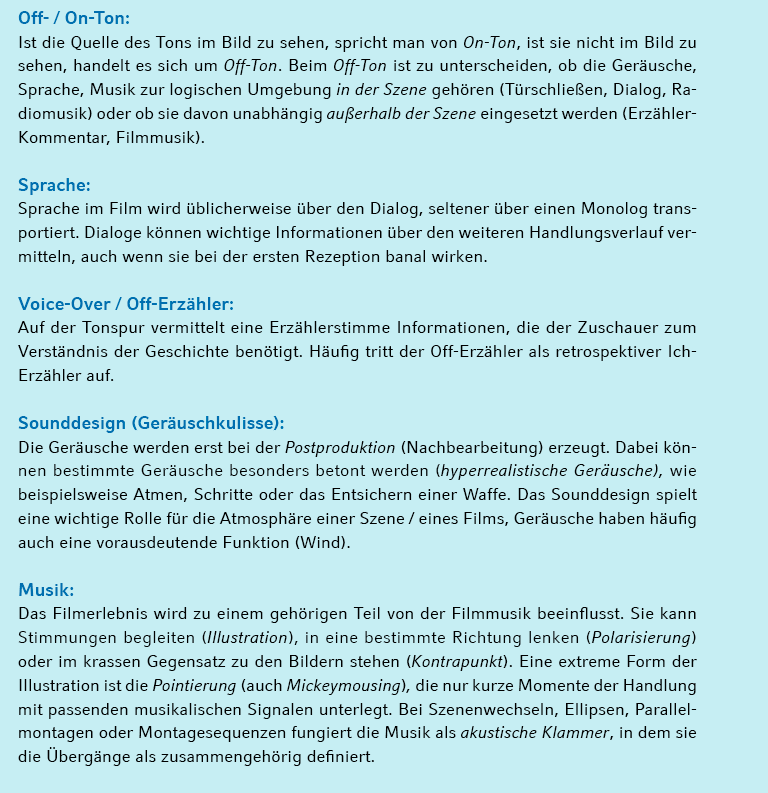 Off- / On-Ton:
Ist die Quelle des Tons im Bild zu sehen, spricht man von On-Ton, ist sie nicht im Bild zu
sehen, handelt es sich um Off-Ton. Beim Off-Ton ist zu unterscheiden, ob die Geräusche,
Sprache, Musik zur logischen Umgebung in der Szene gehören (Türschließen, Dialog, Ra-
diomusik) oder ob sie davon unabhängig außerhalb der Szene eingesetzt werden (Erzähler-
Kommentar, Filmmusik).
Sprache:
Sprache im Film wird üblicherweise über den Dialog, seltener über einen Monolog trans-
portiert. Dialoge können wichtige Informationen über den weiteren Handlungsverlauf ver-
mitteln, auch wenn sie bei der ersten Rezeption banal wirken.
Voice-Over / Off-Erzähler:
Auf der Tonspur vermittelt eine Erzählerstimme Informationen, die der Zuschauer zum
Verständnis der Geschichte benötigt. Häufig tritt der Off-Erzähler als retrospektiver Ich-
Erzähler auf.
Sounddesign (Geräuschkulisse):
Die Geräusche werden erst bei der Postproduktion (Nachbearbeitung) erzeugt. Dabei kön-
nen bestimmte Geräusche besonders betont werden (hyperrealistische Geräusche), wie
beispielsweise Atmen, Schritte oder das Entsichern einer Waffe. Das Sounddesign spielt
eine wichtige Rolle für die Atmosphäre einer Szene / eines Films, Geräusche haben häufig
auch eine vorausdeutende Funktion (Wind).
Musik:
Das Filmerlebnis wird zu einem gehörigen Teil von der Filmmusik beeinflusst. Sie kann
Stimmungen begleiten (Illustration), in eine bestimmte Richtung lenken (Polarisierung)
oder im krassen Gegensatz zu den Bildern stehen (Kontrapunkt). Eine extreme Form der
Illustration ist die Pointierung (auch Mickeymousing), die nur kurze Momente der Handlung
mit passenden musikalischen Signalen unterlegt. Bei Szenenwechseln, Ellipsen, Parallel-
montagen oder Montagesequenzen fungiert die Musik als akustische Klammer, in dem sie
die Übergänge als zusammengehörig definiert.